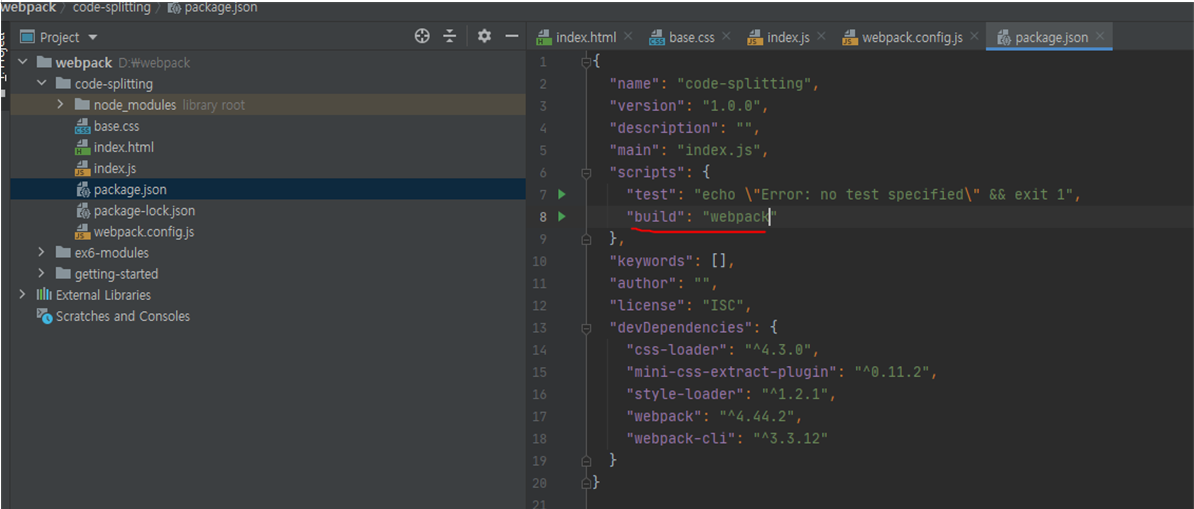 webpack code-splitting package.json
Project
index.html base.css index.js webpack.config.js package.json
webpack D:\webpack
code-splitting
node_modules library root
base.css
index.html
index.js
package.json
package-lock.json
webpack.config.js
ex6-modules
getting-started
External Libraries
Scratches and Consoles
1 {
2 "name": "code-splitting",
3 "version": "1.0.0",
4 "description": "",
5 "main": "index.js",
6 "scripts": {
7 "test": "echo \"Error: no test specified\" && exit 1",
8 "build": "webpack"
9 },
10 "keywords": [],
11 "author": "",
12 "license": "ISC",
13 "devDependencies": {
14 "css-loader": "^4.3.0",
15 "mini-css-extract-plugin": "^0.11.2",
16 "style-loader": "^1.2.1",
17 "webpack": "^4.44.2",
18 "webpack-cli": "^3.3.12"
19 }
20 }
21